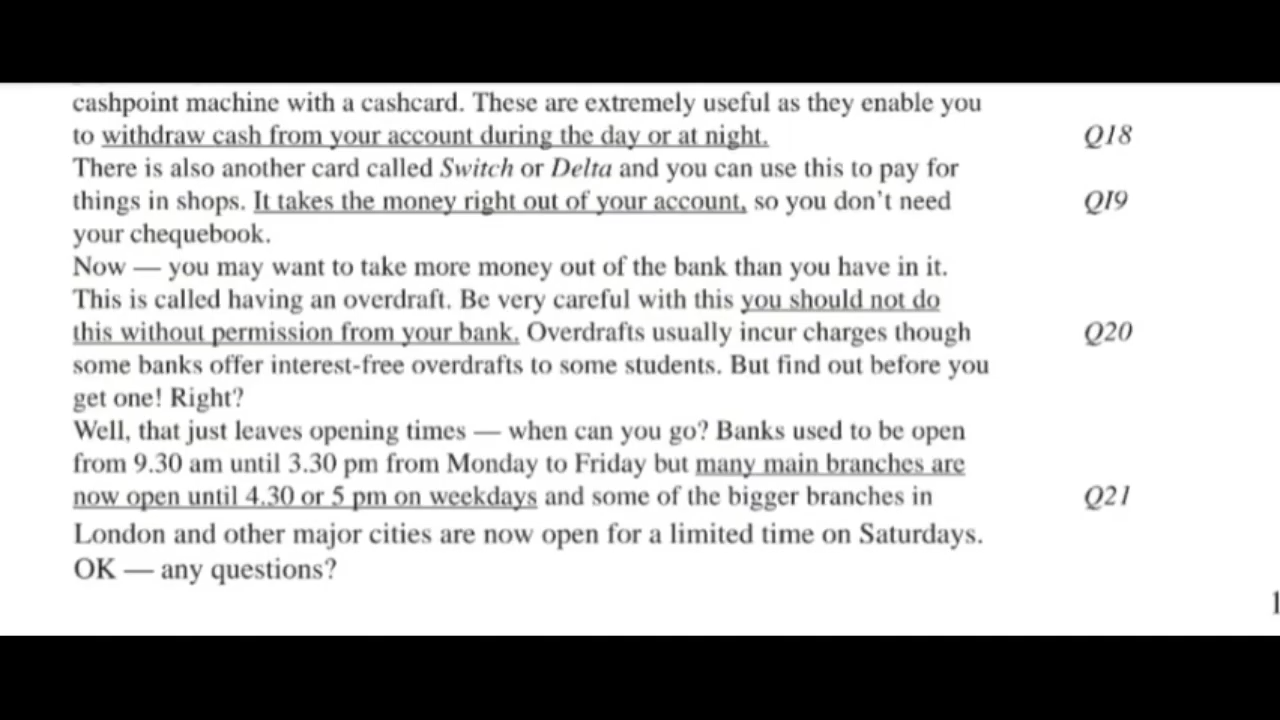 cashpoint machine with a cashcard. These are extremely useful as they enable you
to withdraw cash from your account during the day or at night. Q18
There is also another card called Switch or Delta and you can use this to pay for
things in shops. It takes the money right out of your account, so you don't need Q19
your chequebook.
Now — you may want to take more money out of the bank than you have in it.
This is called having an overdraft. Be very careful with this you should not do
this without permission from your bank. Overdrafts usually incur charges though Q20
some banks offer interest-free overdrafts to some students. But find out before you
get one! Right?
Well, that just leaves opening times — when can you go? Banks used to be open
from 9.30 am until 3.30 pm from Monday to Friday but many main branches are
now open until 4.30 or 5 pm on weekdays and some of the bigger branches in Q21
London and other major cities are now open for a limited time on Saturdays.
OK — any questions?
1